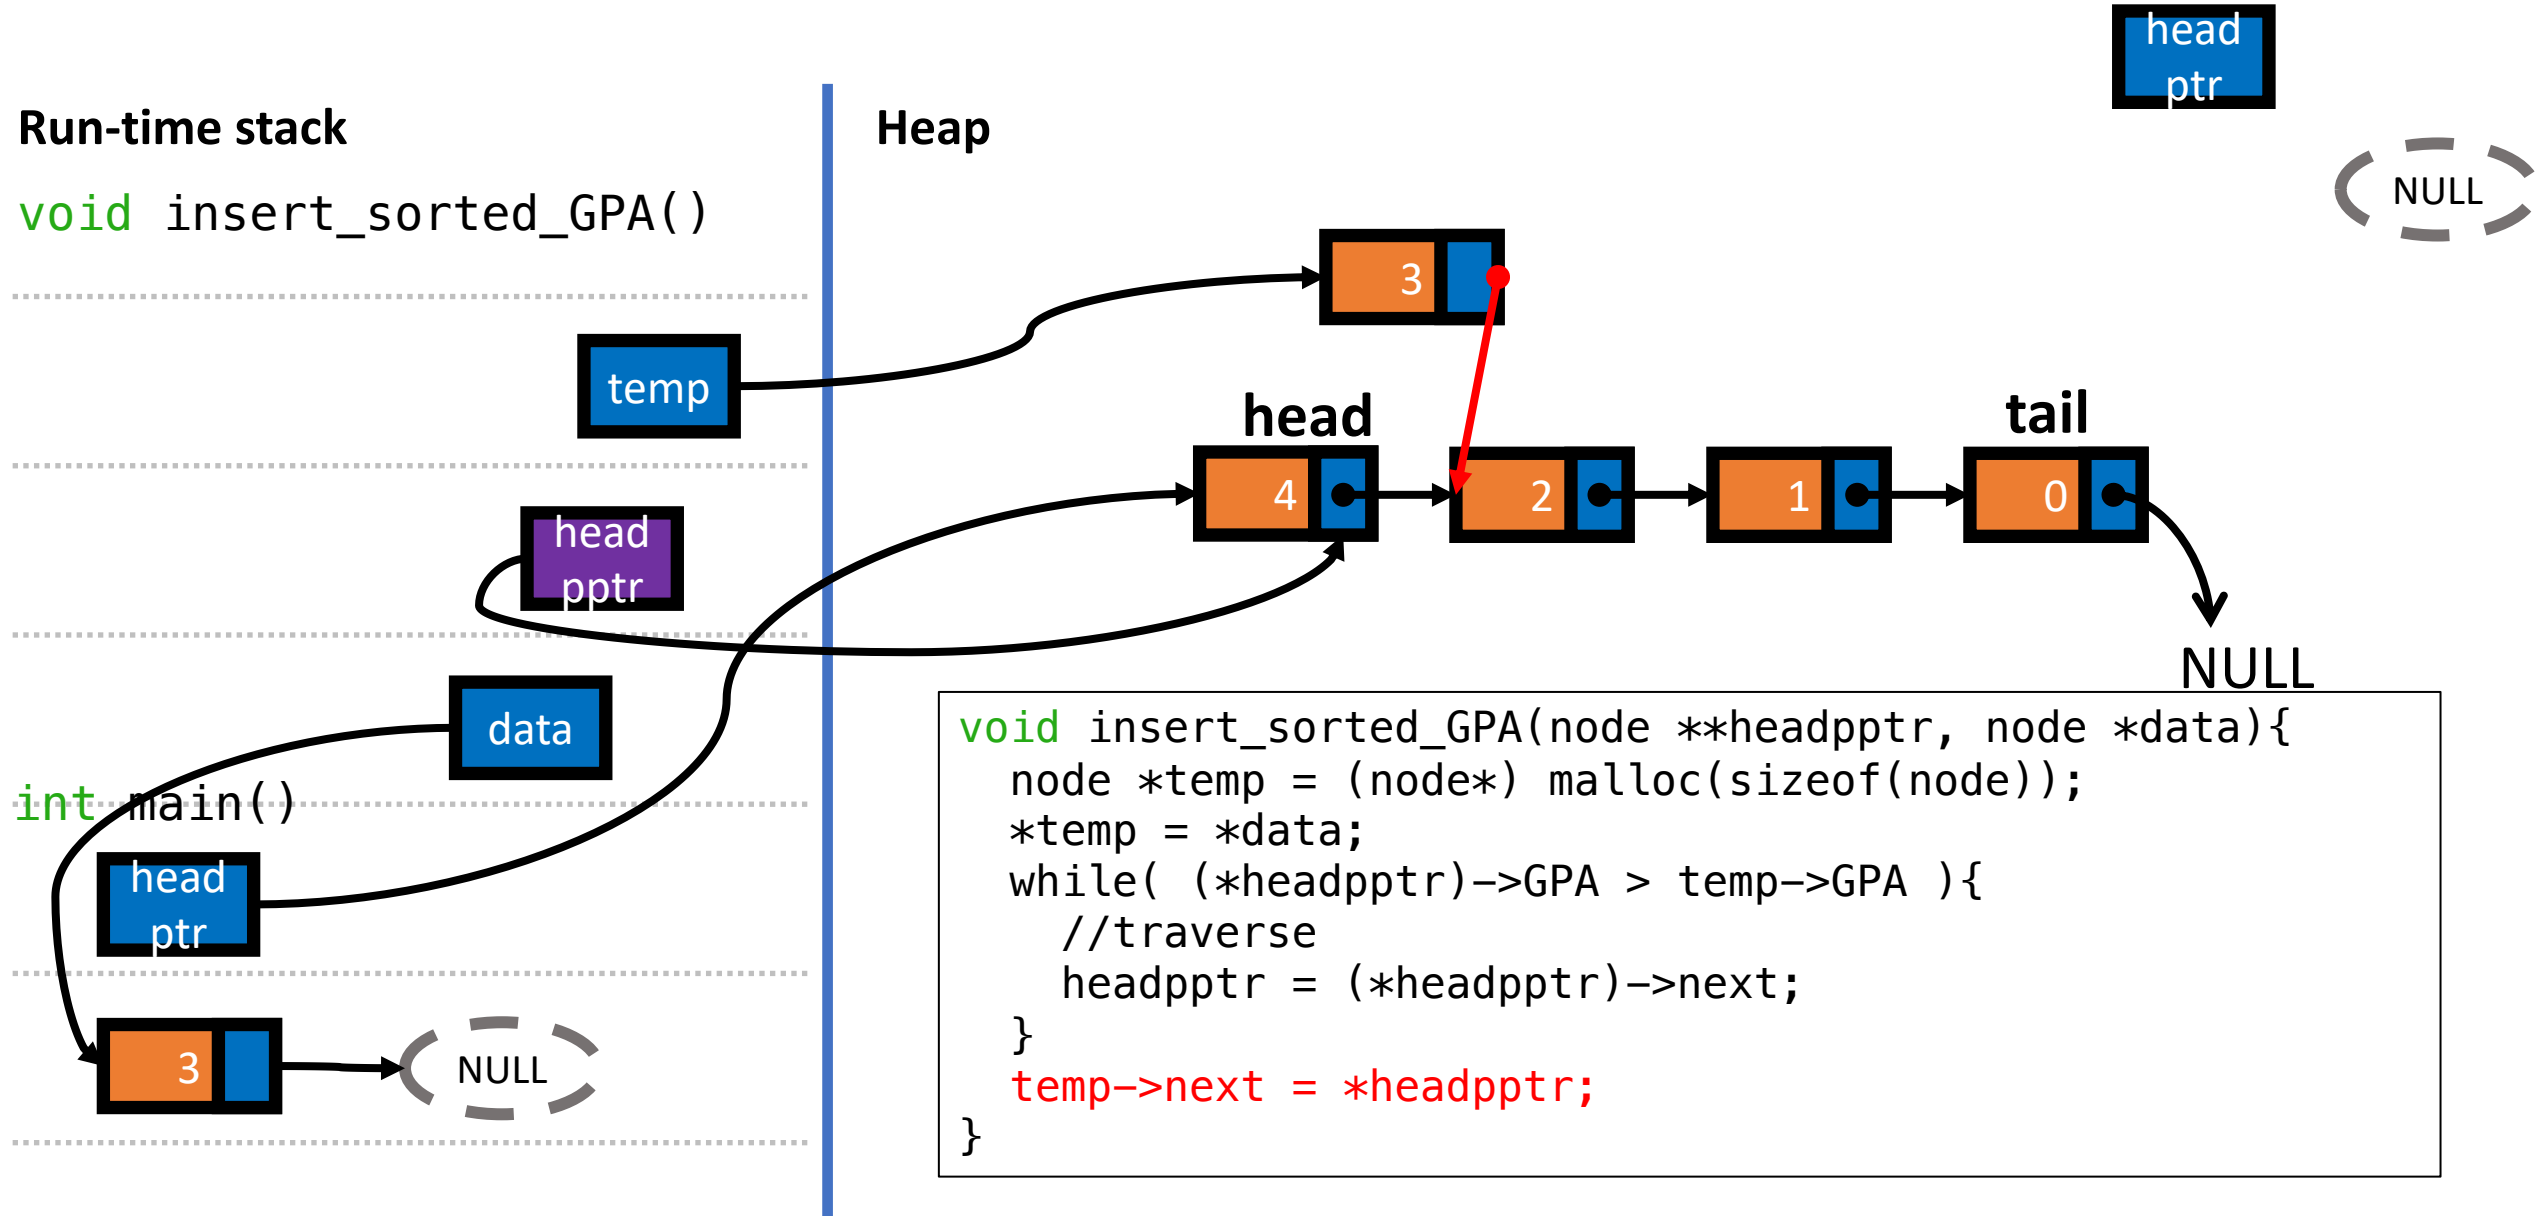 head
ptr
Run-time stack
Heap
NULL
void insert_sorted_GPA()
3
temp
head
tail
4
2
1
0
head
pptr
NULL
data
void insert_sorted_GPA(node **headpptr, node *data){
node *temp = (node*) malloc(sizeof(node));
int main()
*temp = *data;
while( (*headpptr)->GPA > temp->GPA ){
head
ptr
//traverse
headpptr = (*headpptr)->next;
}
3
NULL
temp->next = *headpptr;
}